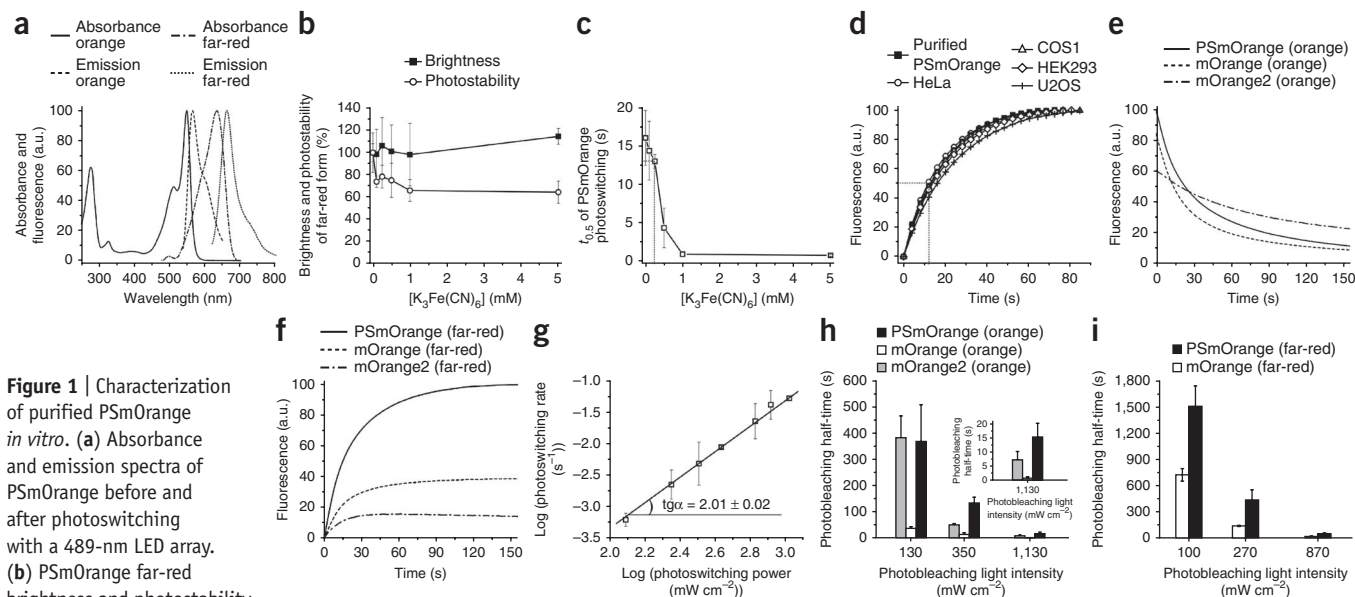 a
Absorbance orange
Absorbance far-red
Emission orange
Emission far-red
Absorbance and fluorescence (a.u.)
100
80
60
40
20
0
300 400 500 600 700 800
Wavelength (nm)
b
Brightness
Photostability
Brightness and photostability of far-red form (%)
140
120
100
80
60
40
20
0
0 1 2 3 4 5
[K3Fe(CN)6] (mM)
c
t0.5 of PSmOrange photoswitching (s)
20
15
10
5
0
0 1 2 3 4 5
[K3Fe(CN)6] (mM)
d
Purified PSmOrange
HeLa
COS1
HEK293
U2OS
Fluorescence (a.u.)
100
80
60
40
20
0
0 20 40 60 80
Time (s)
e
PSmOrange (orange)
mOrange (orange)
mOrange2 (orange)
Fluorescence (a.u.)
100
80
60
40
20
0
0 30 60 90 120 150
Time (s)
f
PSmOrange (far-red)
mOrange (far-red)
mOrange2 (far-red)
Fluorescence (a.u.)
100
80
60
40
20
0
0 30 60 90 120 150
Time (s)
g
Log (photoswitching rate (s−1))
−1.0
−1.5
−2.0
−2.5
−3.0
−3.5
tgα = 2.01 ± 0.02
2.0 2.2 2.4 2.6 2.8 3.0
Log (photoswitching power (mW cm−2))
h
PSmOrange (orange)
mOrange (orange)
mOrange2 (orange)
Photobleaching half-time (s)
600
500
400
300
200
100
0
130 350 1,130
Photobleaching light intensity (mW cm−2)
Photobleaching half-time (s)
20
15
10
5
0
1,130
Photobleaching light intensity (mW cm−2)
i
PSmOrange (far-red)
mOrange (far-red)
Photobleaching half-time (s)
1,800
1,500
1,200
900
600
300
0
100 270 870
Photobleaching light intensity (mW cm−2)
Figure 1 | Characterization
of purified PSmOrange
in vitro. (a) Absorbance
and emission spectra of
PSmOrange before and
after photoswitching
with a 489-nm LED array.
(b) PSmOrange far-red
brightness and photostability